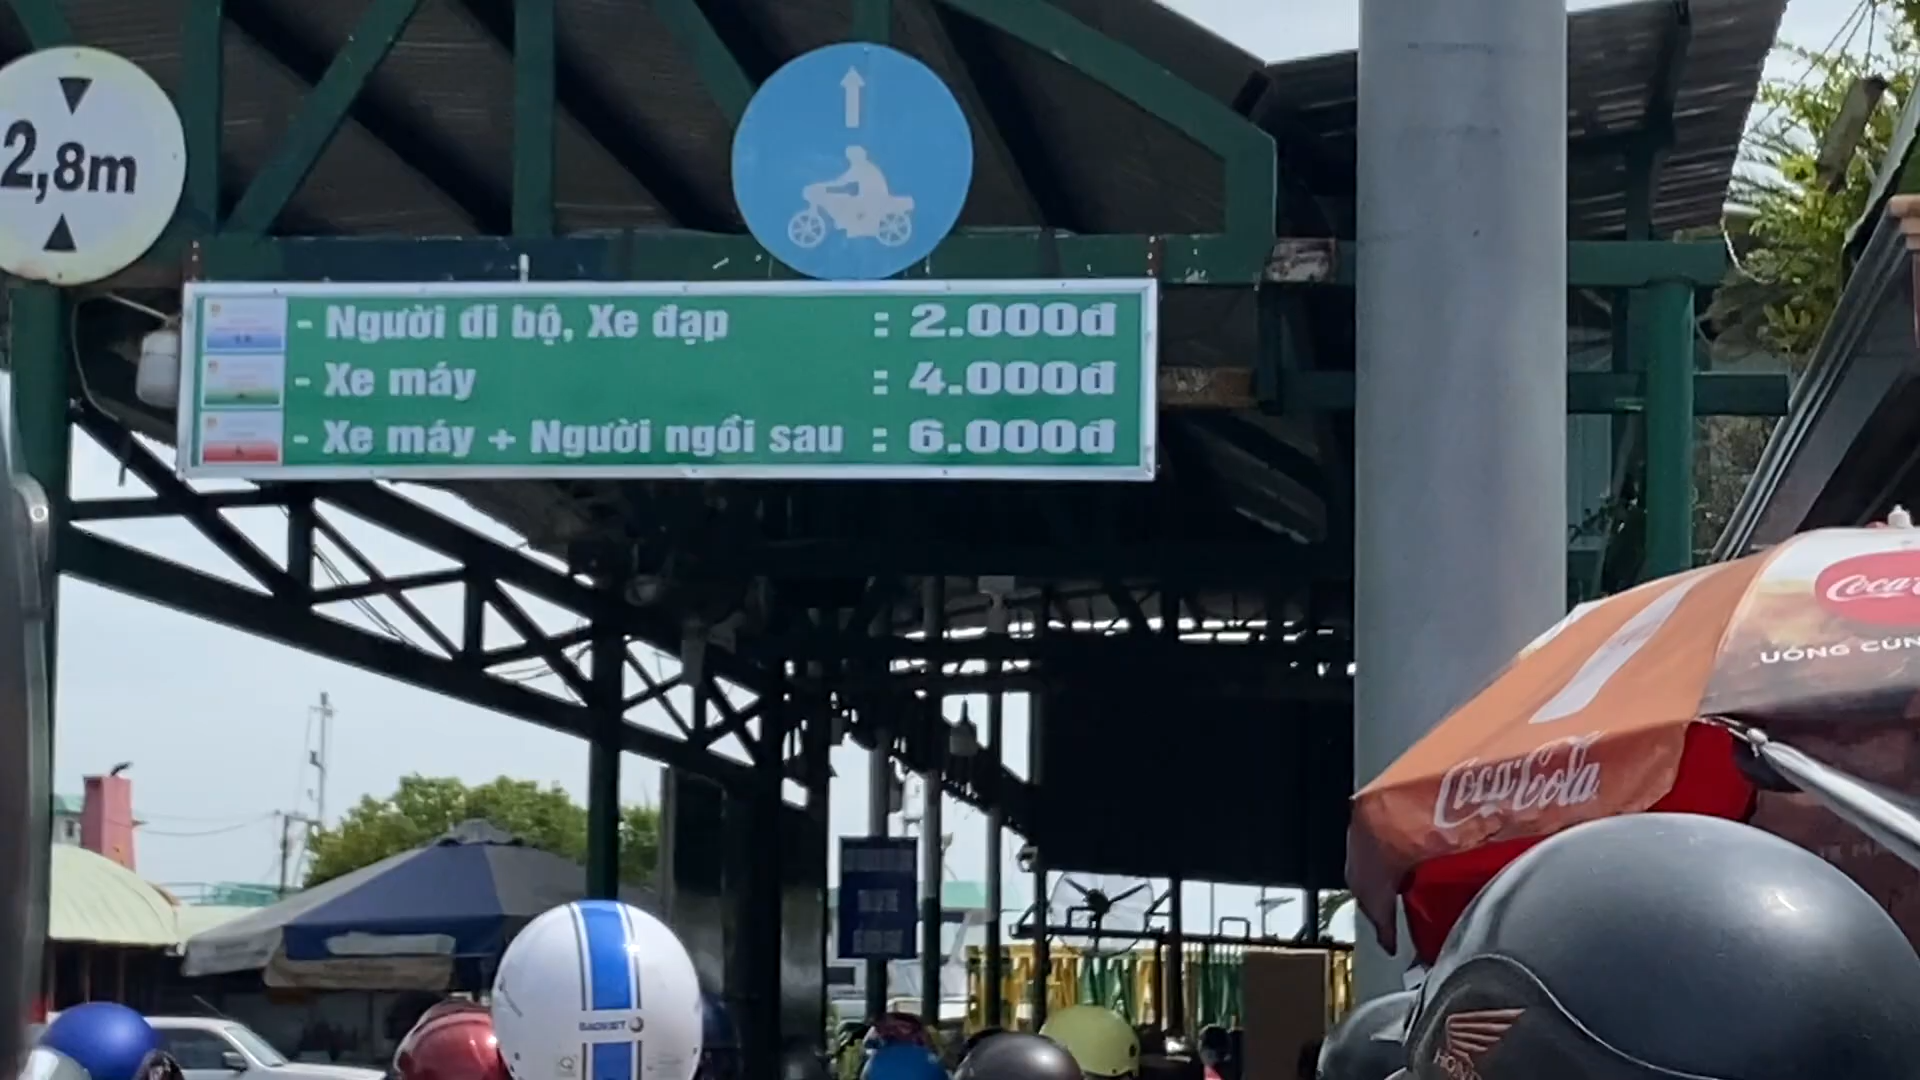 2,8m
- Người đi bộ, Xe đạp : 2.000đ
- Xe máy : 4.000đ
- Xe máy + Người ngồi sau : 6.000đ
Coca-Cola
UỐNG
Coca-Cola
HOND